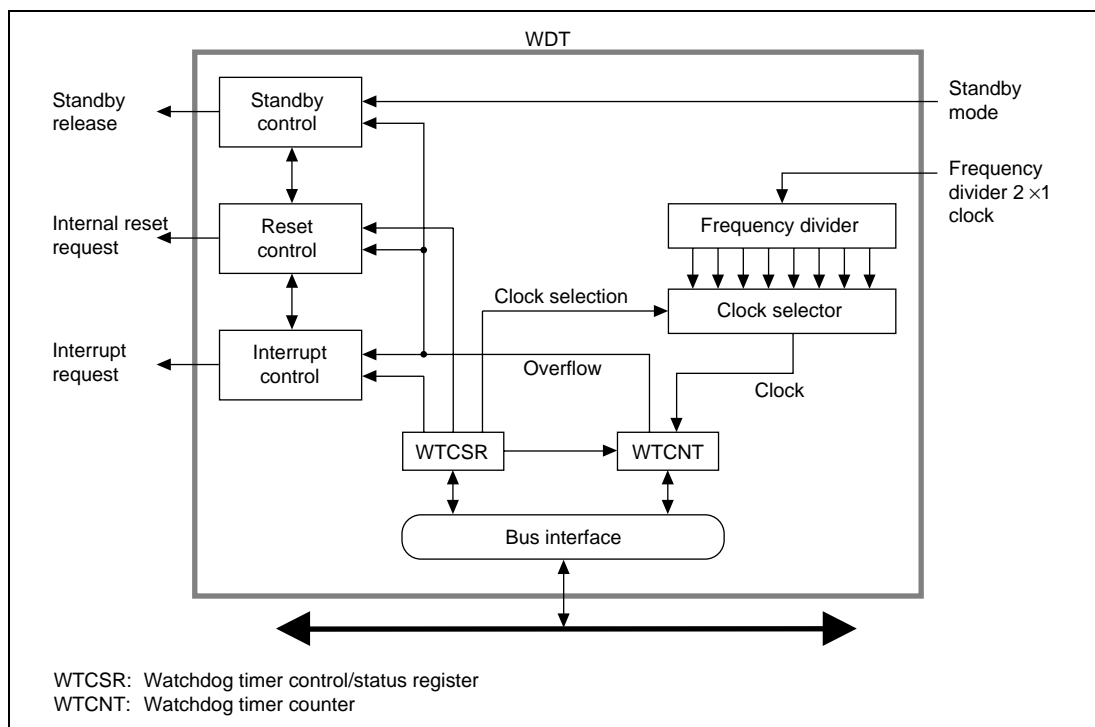 WDT
Standby
release
Standby
control
Standby
mode
Frequency
divider 2 ×1
clock
Internal reset
request
Reset
control
Frequency divider
Clock selection
Clock selector
Interrupt
request
Interrupt
control
Overflow
Clock
WTCSR
WTCNT
Bus interface
WTCSR: Watchdog timer control/status register
WTCNT: Watchdog timer counter